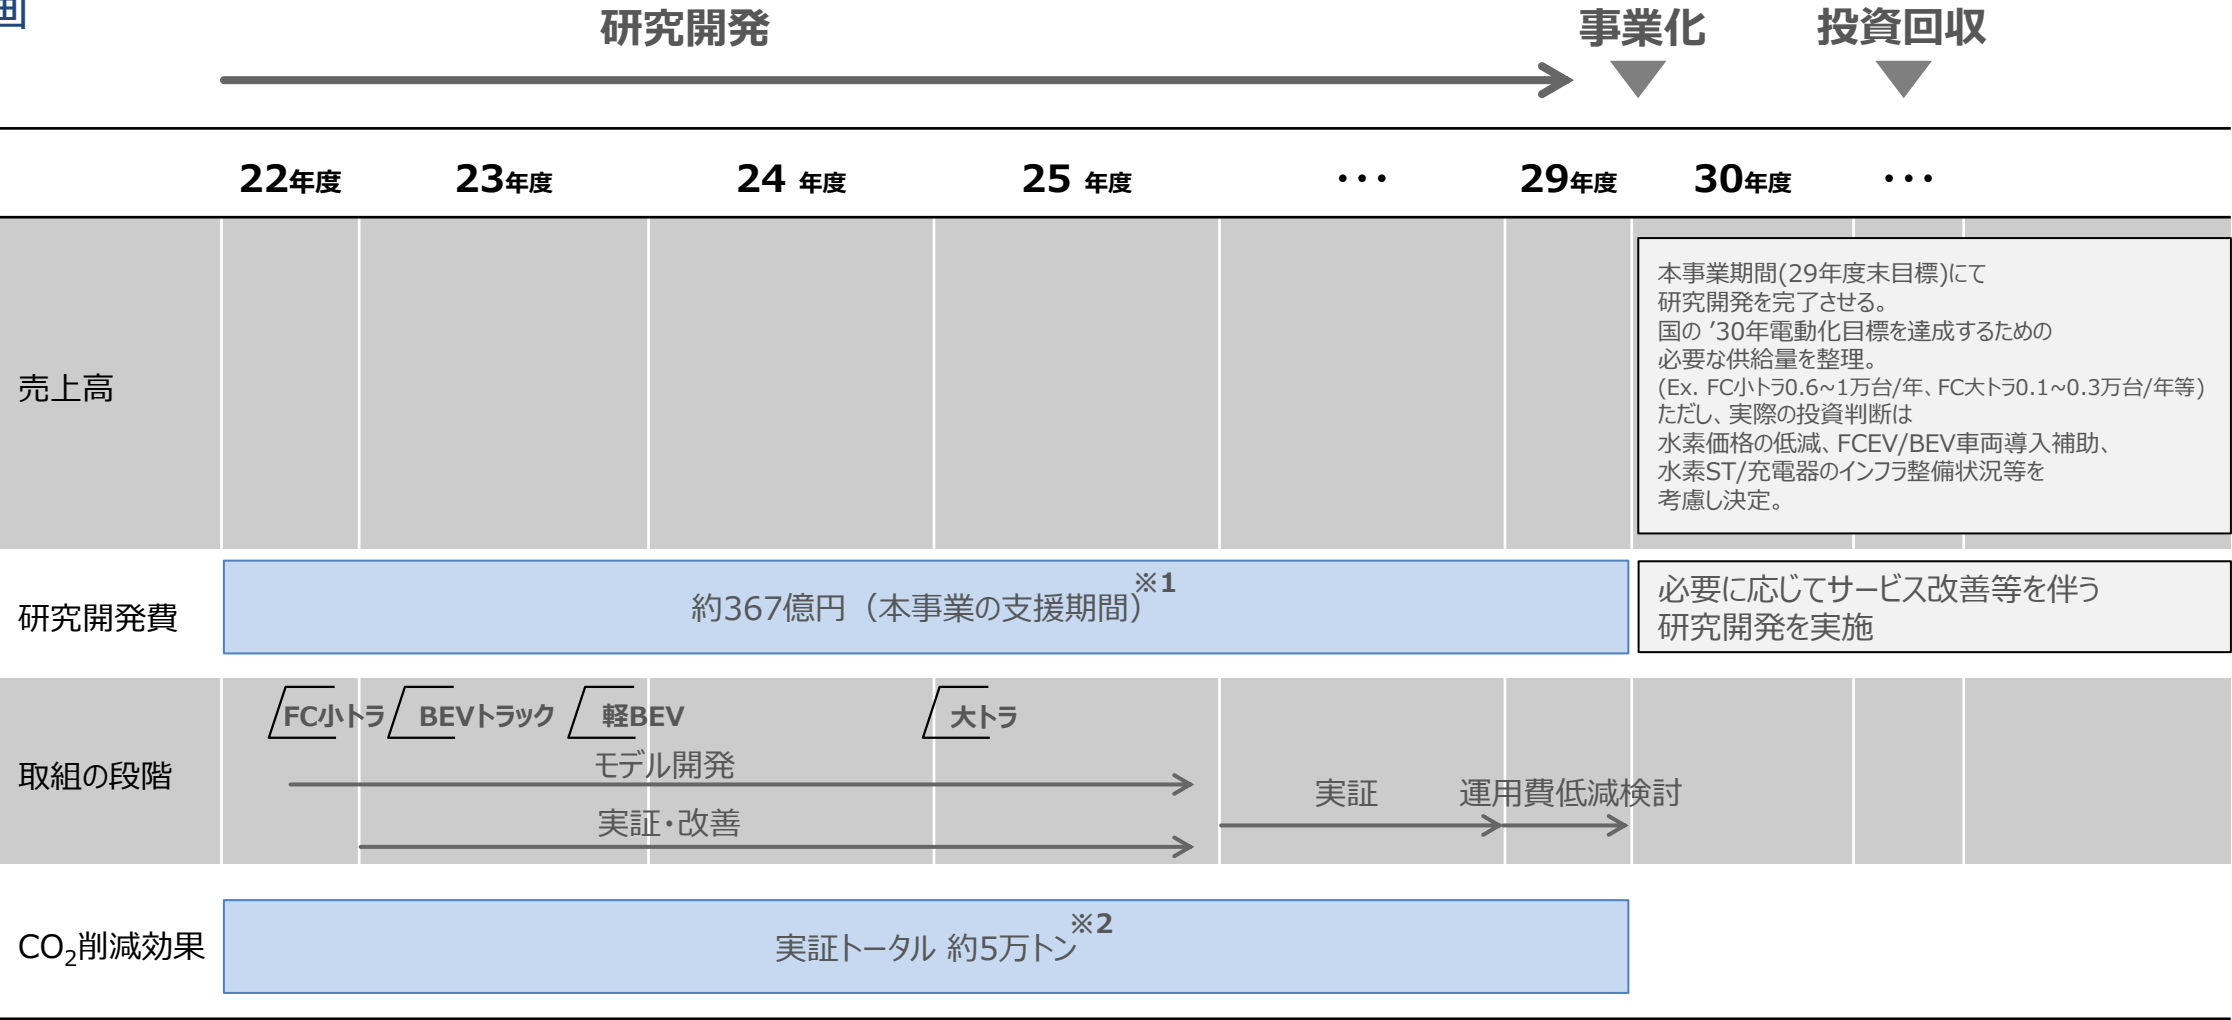 画
研究開発
事業化
投資回収
22年度
23年度
24 年度
25 年度
・・・
29年度
30年度
・・・
売上高
本事業期間(29年度末目標)にて
研究開発を完了させる。
国の ’30年電動化目標を達成するための
必要な供給量を整理。
(Ex. FC小トラ0.6~1万台/年、FC大トラ0.1~0.3万台/年等)
ただし、実際の投資判断は
水素価格の低減、FCEV/BEV車両導入補助、
水素ST/充電器のインフラ整備状況等を
考慮し決定。
研究開発費
約367億円（本事業の支援期間）※1
必要に応じてサービス改善等を伴う
研究開発を実施
取組の段階
FC小トラ
BEVトラック
軽BEV
大トラ
モデル開発
実証・改善
実証
運用費低減検討
CO2削減効果
実証トータル 約5万トン※2